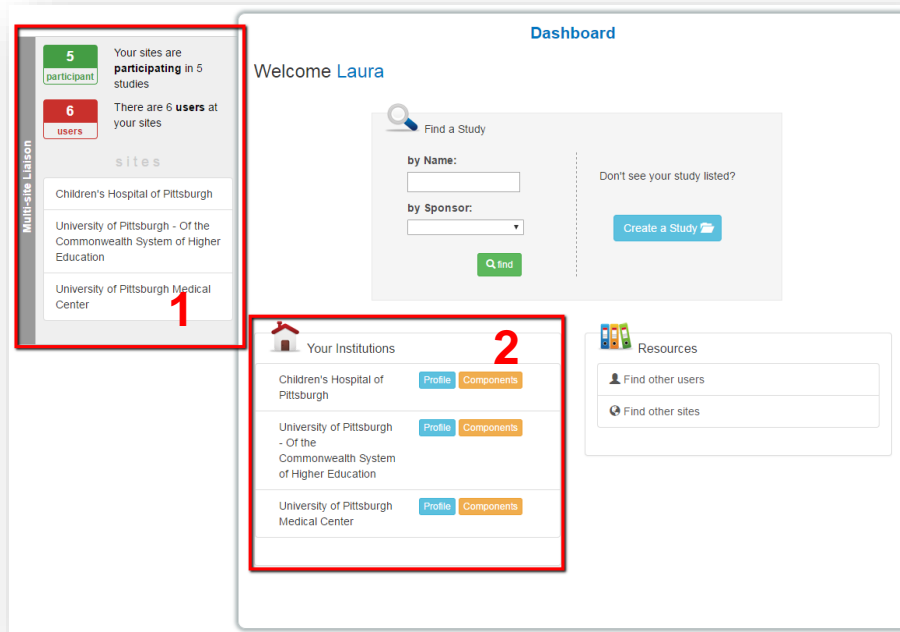 Multi-site Liaison
5
participant
Your sites are
participating in 5
studies
6
users
There are 6 users at
your sites
sites
Children's Hospital of Pittsburgh
University of Pittsburgh - Of the
Commonwealth System of Higher
Education
University of Pittsburgh Medical
Center
1
Dashboard
Welcome Laura
Find a Study
by Name:
by Sponsor:
find
Don't see your study listed?
Create a Study
Your Institutions
2
Children's Hospital of
Pittsburgh
Profile Components
University of Pittsburgh
- Of the
Commonwealth System
of Higher Education
Profile Components
University of Pittsburgh
Medical Center
Profile Components
Resources
Find other users
Find other sites